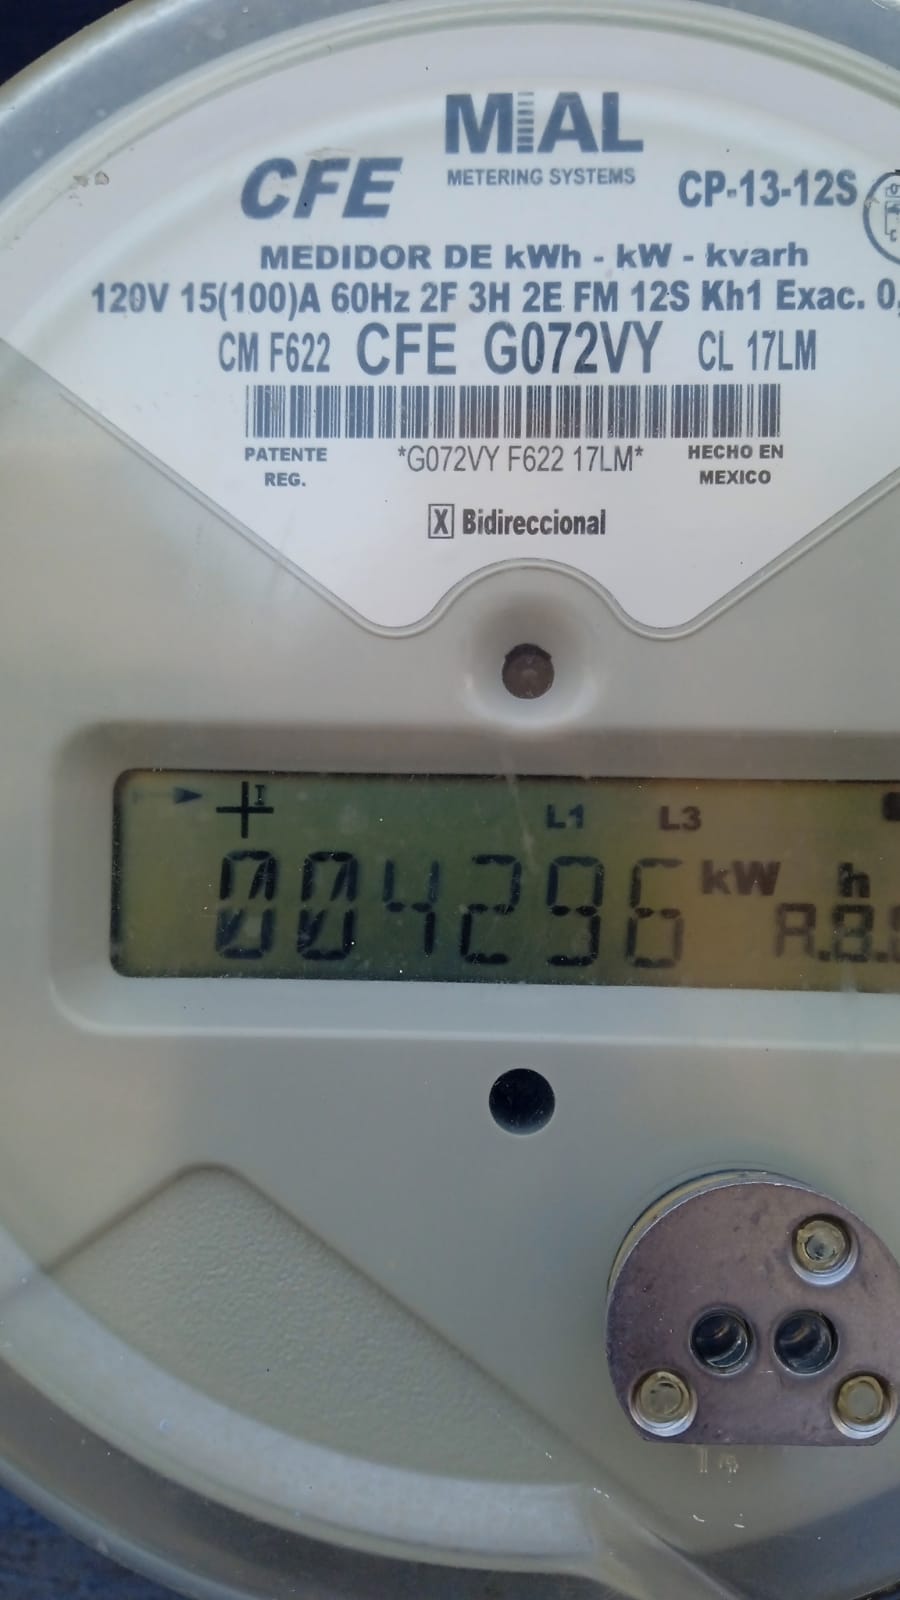 MIAL
METERING SYSTEMS
CFE
CP-13-12S
MEDIDOR DE kWh - kW - kvarh
120V 15(100)A 60Hz 2F 3H 2E FM 12S Kh1 Exac. 0,
CM F622 CFE G072VY CL 17LM
PATENTE
REG.
*G072VY F622 17LM*
HECHO EN
MEXICO
X Bidireccional
I
L1 L3
004296 kW h